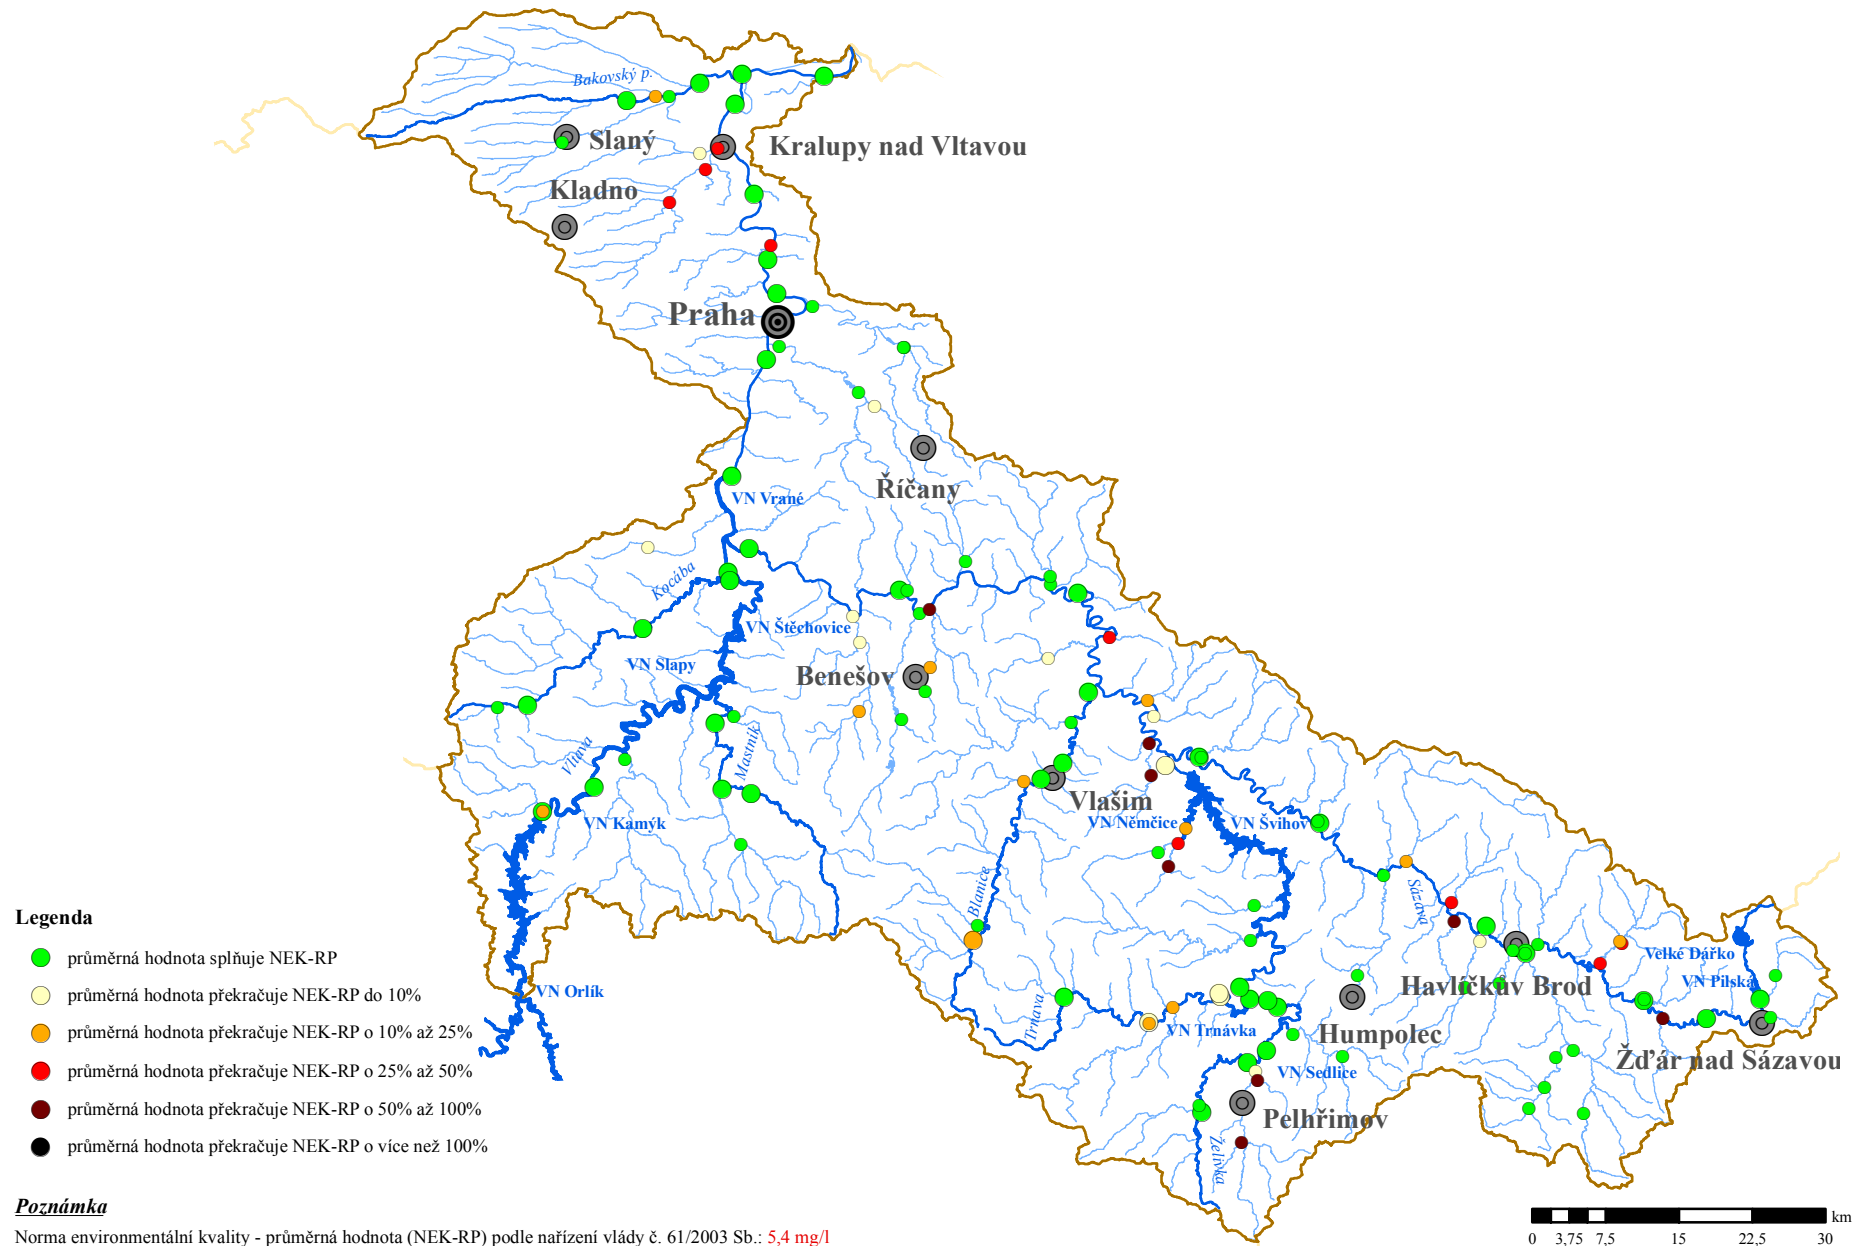 Bakovský p.
Slaný
Kralupy nad Vltavou
Kladno
Praha
Říčany
VN Vrané
Kocába
VN Štěchovice
VN Slapy
Benešov
Mastník
Vltava
VN Kamýk
Vlašim
VN Němčice
VN Švihov
Blanice
Sázava
Velké Dářko
VN Pilská
Havlíčkův Brod
VN Orlík
Trnava
VN Trnávka
Humpolec
Žďár nad Sázavou
VN Sedlice
Pelhřimov
Želivka
Legenda
průměrná hodnota splňuje NEK-RP
průměrná hodnota překračuje NEK-RP do 10%
průměrná hodnota překračuje NEK-RP o 10% až 25%
průměrná hodnota překračuje NEK-RP o 25% až 50%
průměrná hodnota překračuje NEK-RP o 50% až 100%
průměrná hodnota překračuje NEK-RP o více než 100%
Poznámka
Norma environmentální kvality - průměrná hodnota (NEK-RP) podle nařízení vlády č. 61/2003 Sb.: 5,4 mg/l
km
0 3,75 7,5 15 22,5 30